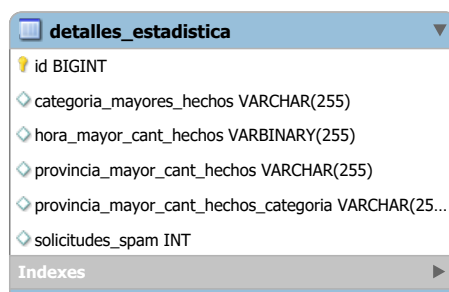 detalles_estadistica
id BIGINT
categoria_mayores_hechos VARCHAR(255)
hora_mayor_cant_hechos VARBINARY(255)
provincia_mayor_cant_hechos VARCHAR(255)
provincia_mayor_cant_hechos_categoria VARCHAR(25...
solicitudes_spam INT
Indexes